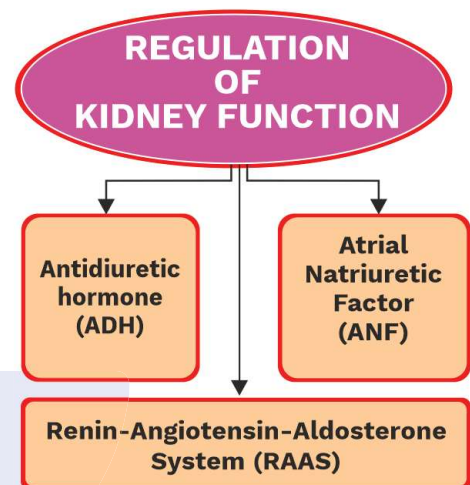 REGULATION
OF
KIDNEY FUNCTION
Antidiuretic
hormone
(ADH)
Atrial
Natriuretic
Factor
(ANF)
Renin-Angiotensin-Aldosterone
System (RAAS)